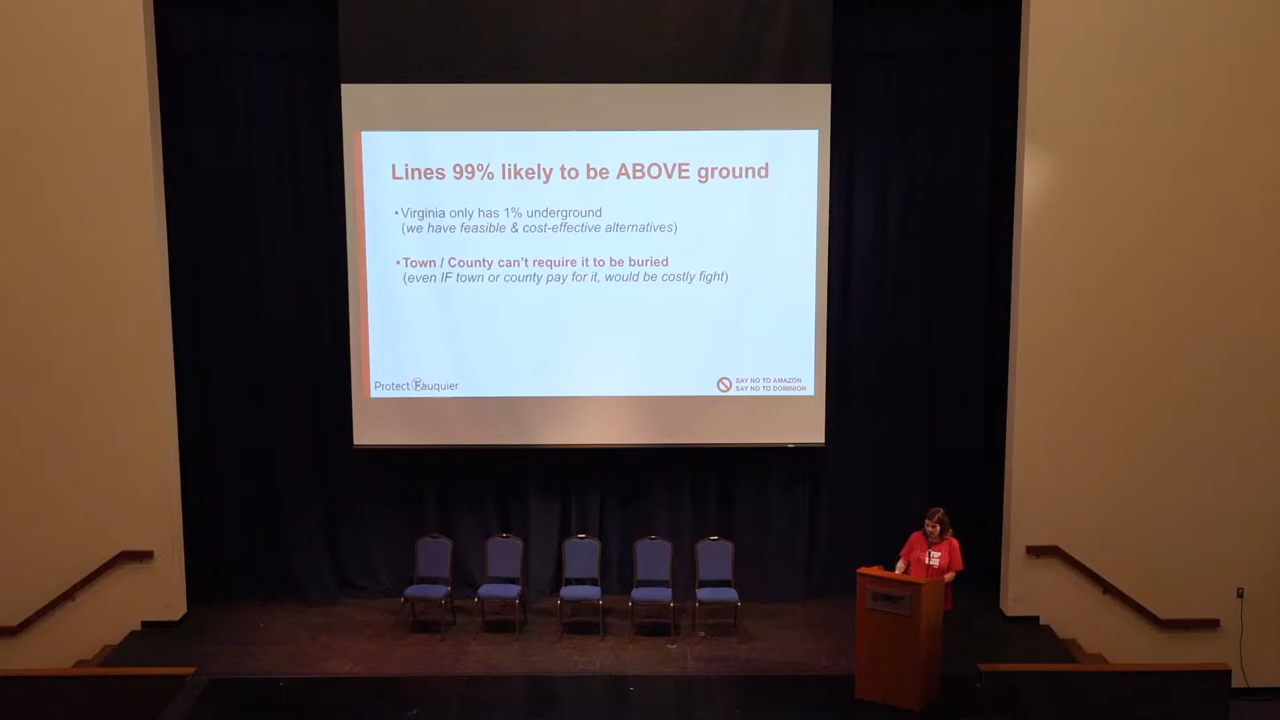 Lines 99% likely to be ABOVE ground
• Virginia only has 1% underground
(we have feasible & cost-effective alternatives)
• Town / County can't require it to be buried
(even IF town or county pay for it, would be costly fight)
Protect Fauquier
SAY NO TO AMAZON
SAY NO TO DOMINION